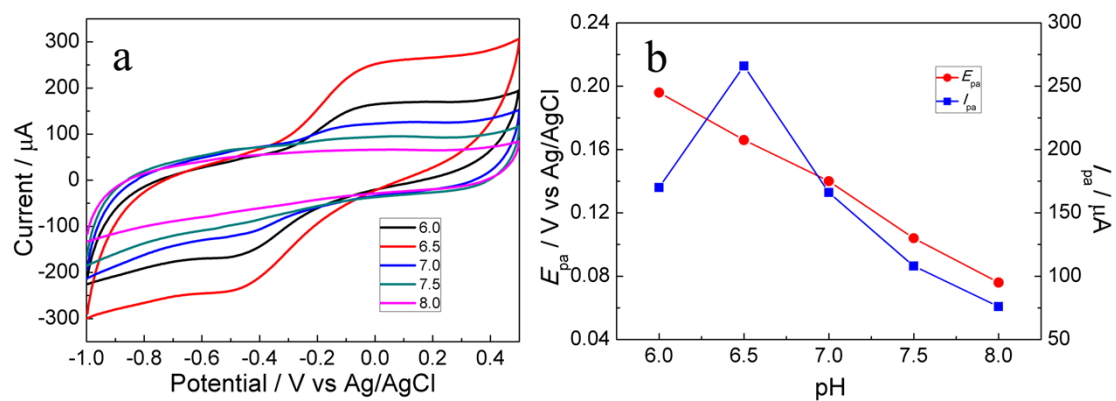 a
300
200
100
0
-100
-200
-300
Current / μA
-1.0 -0.8 -0.6 -0.4 -0.2 0.0 0.2 0.4
Potential / V vs Ag/AgCl
6.0
6.5
7.0
7.5
8.0
b
0.24
0.20
0.16
0.12
0.08
0.04
Epa / V vs Ag/AgCl
300
250
200
150
100
50
Ipa / μA
Epa
Ipa
6.0 6.5 7.0 7.5 8.0
pH